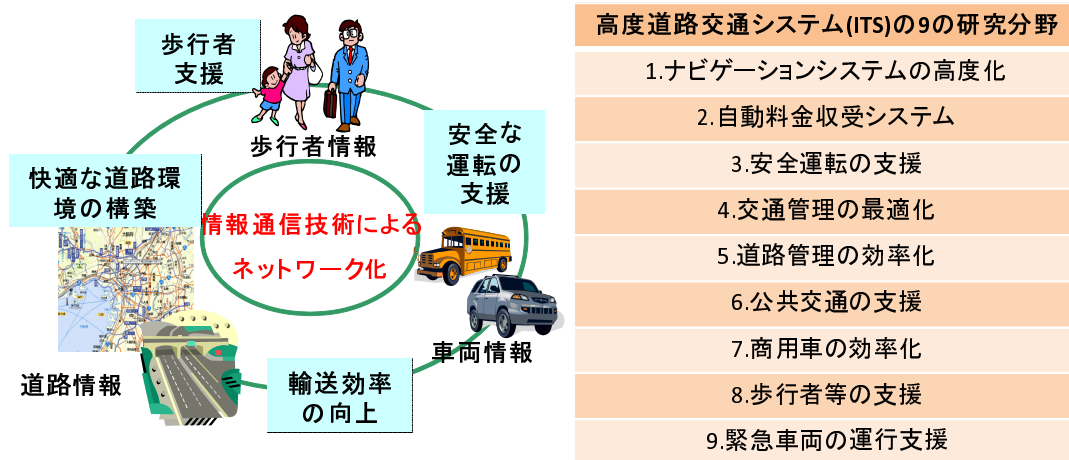 歩行者
支援
歩行者情報
安全な
運転の
支援
快適な道路環
境の構築
情報通信技術による
ネットワーク化
車両情報
道路情報
輸送効率
の向上
高度道路交通システム(ITS)の9の研究分野
1.ナビゲーションシステムの高度化
2.自動料金収受システム
3.安全運転の支援
4.交通管理の最適化
5.道路管理の効率化
6.公共交通の支援
7.商用車の効率化
8.歩行者等の支援
9.緊急車両の運行支援